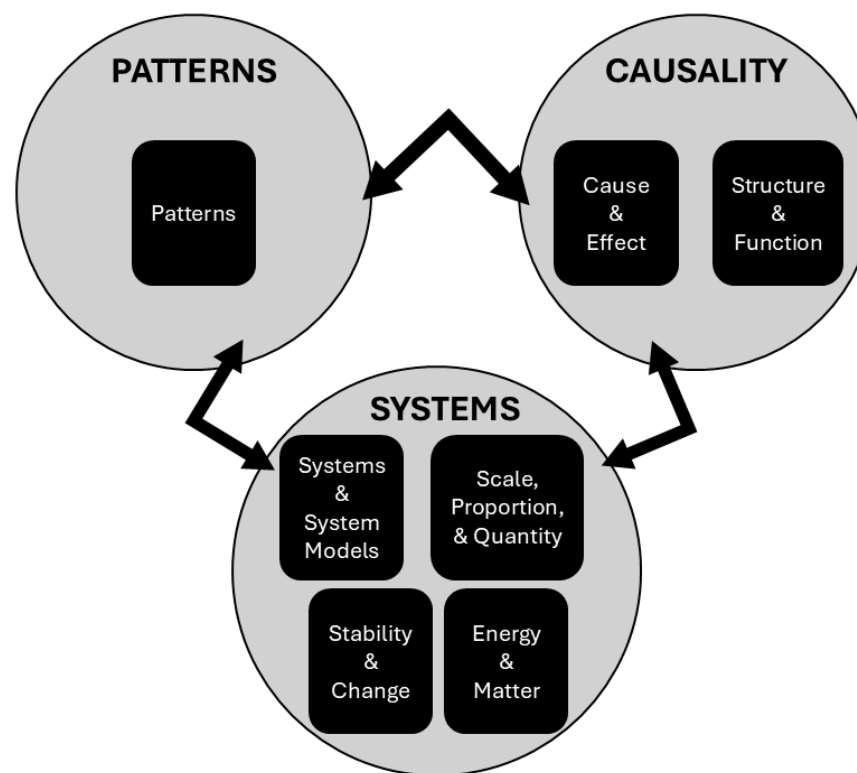 PATTERNS
Patterns
CAUSALITY
Cause
&
Effect
Structure
&
Function
SYSTEMS
Systems
&
System
Models
Scale,
Proportion,
& Quantity
Stability
&
Change
Energy
&
Matter